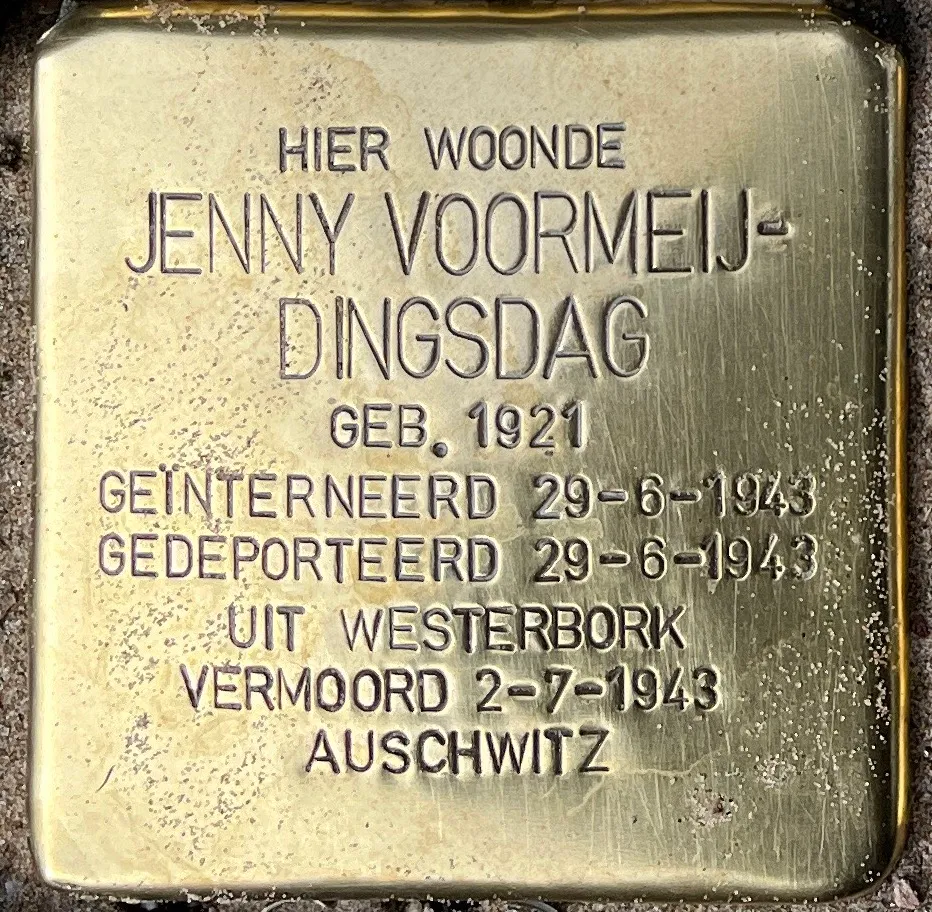 HIER WOONDE
JENNY VOORMEIJ-
DINGSDAG
GEB. 1921
GEÏNTERNEERD 29-6-1943
GEDEPORTEERD 29-6-1943
UIT WESTERBORK
VERMOORD 2-7-1943
AUSCHWITZ